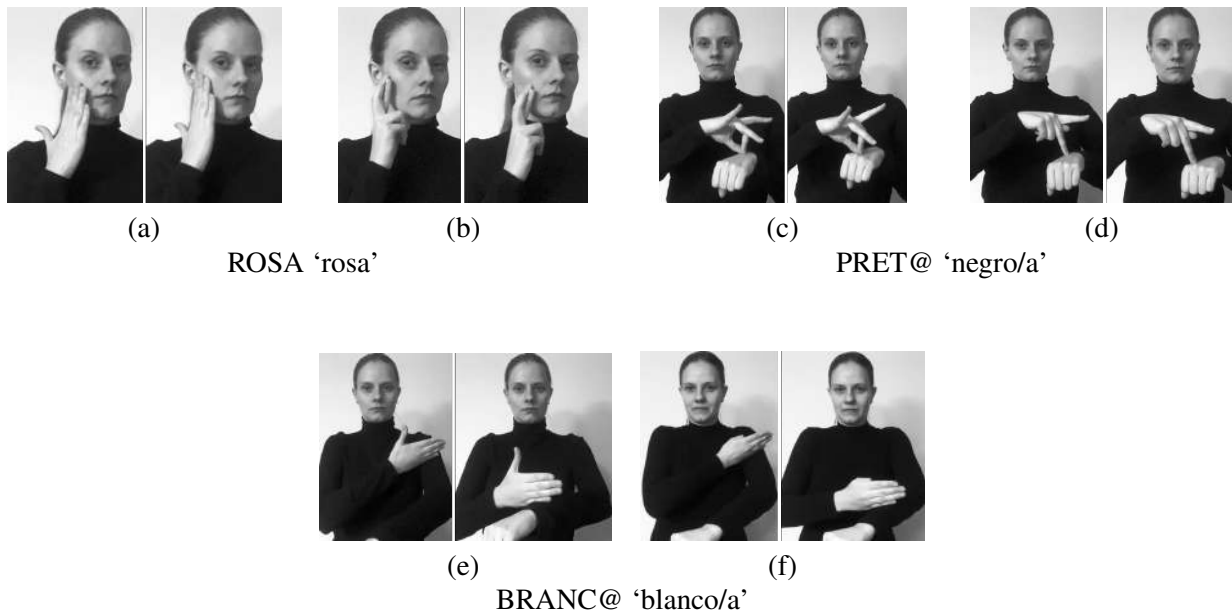 (a) (b) (c) (d)
ROSA ‘rosa’ PRET@ ‘negro/a’
(e) (f)
BRANC@ ‘blanco/a’